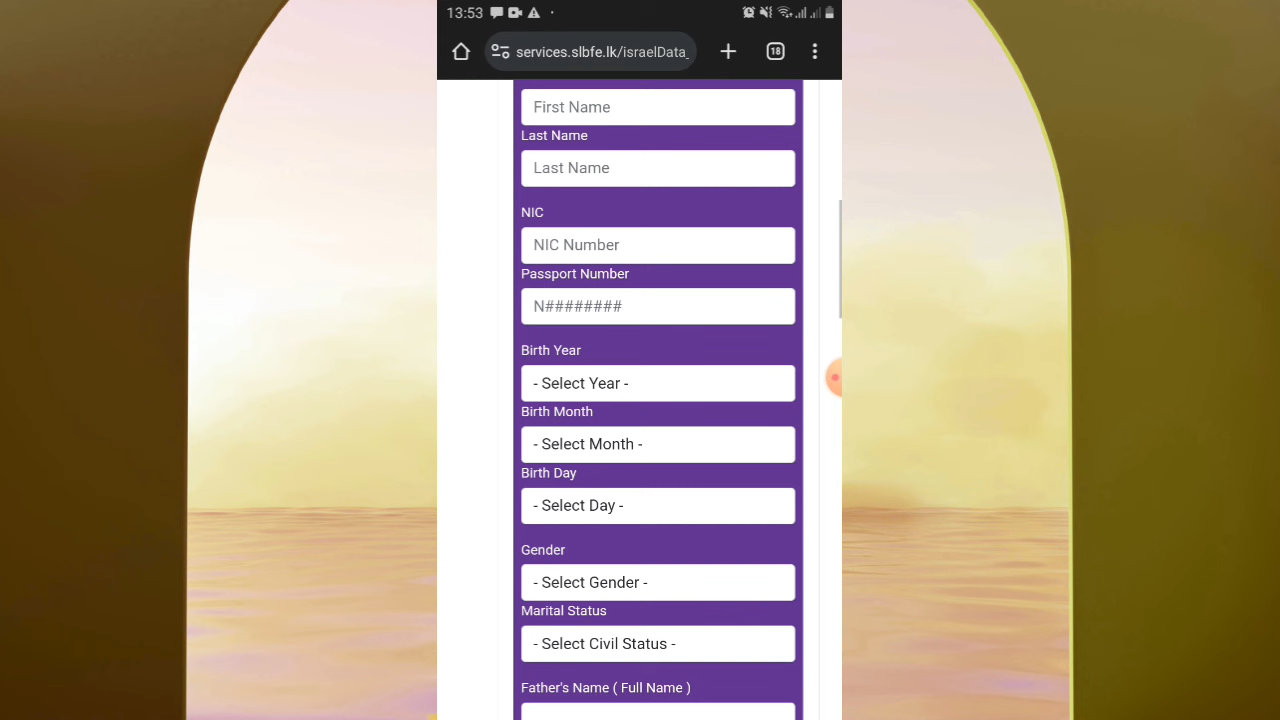 13:53
services.slbfe.lk/israelData_
18
First Name
Last Name
Last Name
NIC
NIC Number
Passport Number
N########
Birth Year
- Select Year -
Birth Month
- Select Month -
Birth Day
- Select Day -
Gender
- Select Gender -
Marital Status
- Select Civil Status -
Father's Name ( Full Name )